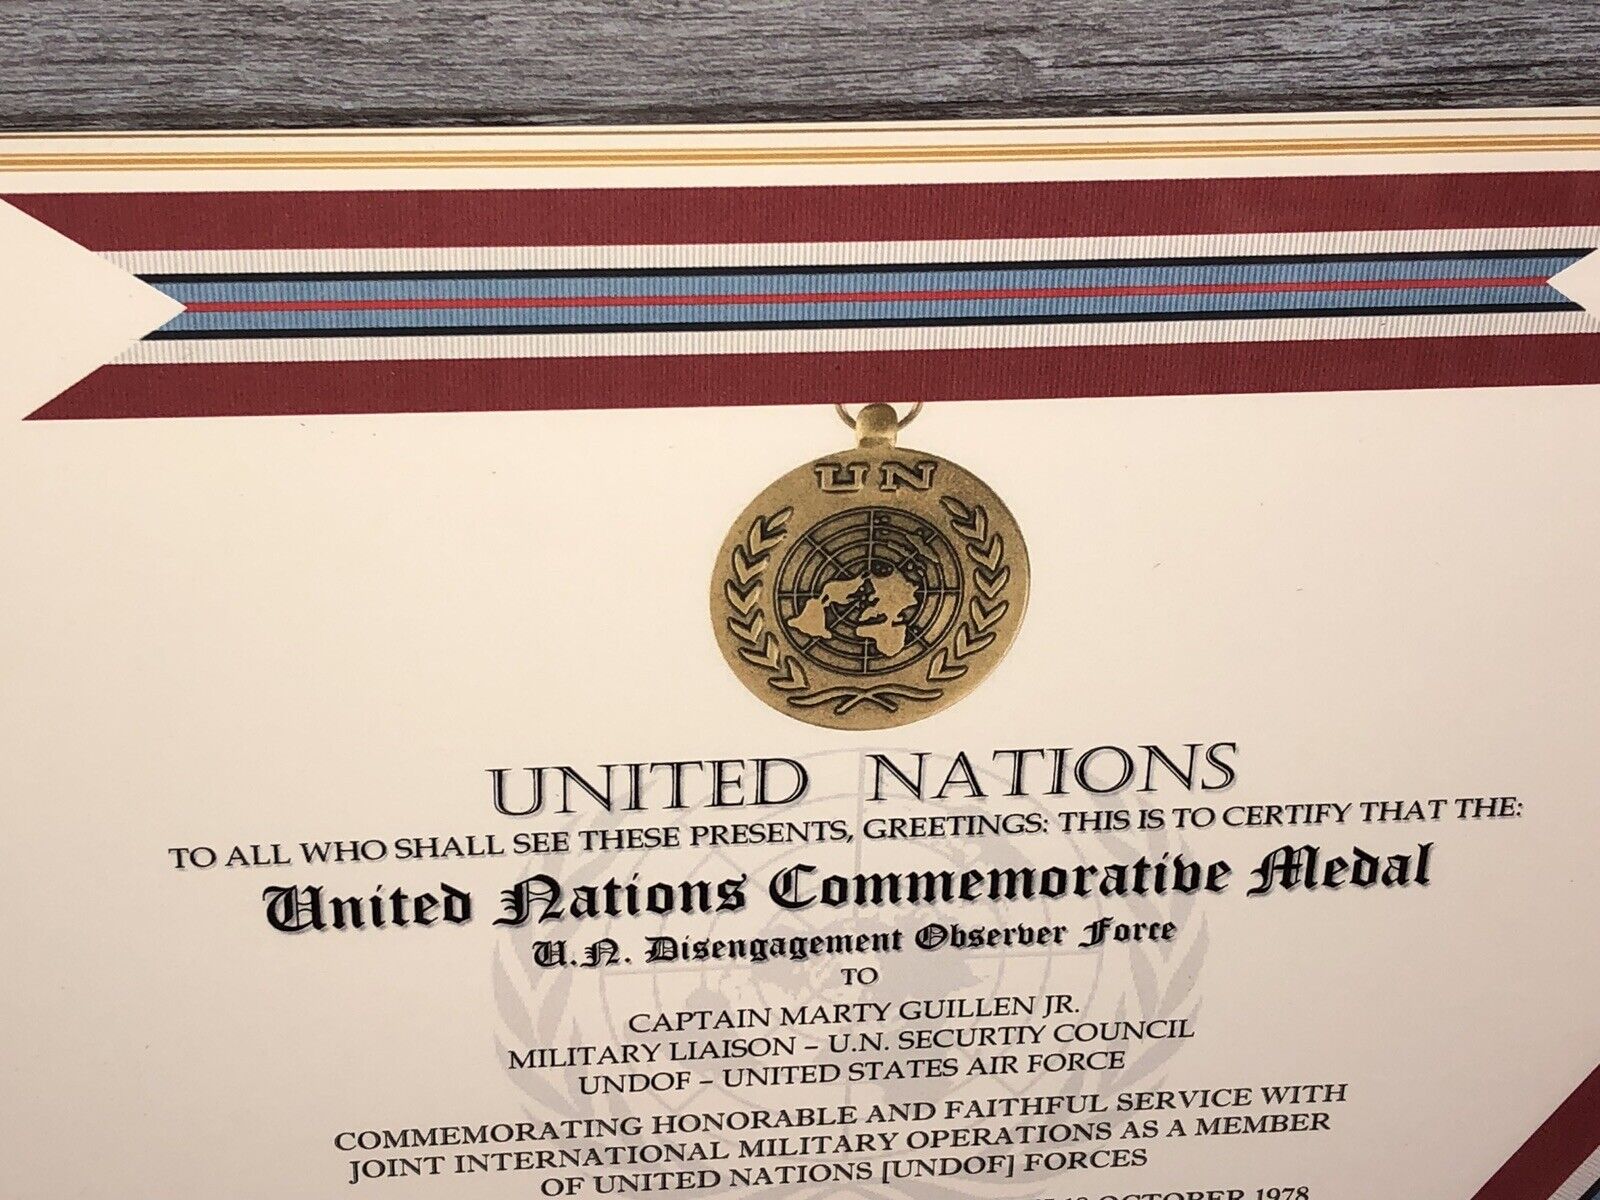 UN
UNITED NATIONS
TO ALL WHO SHALL SEE THESE PRESENTS, GREETINGS: THIS IS TO CERTIFY THAT THE:
United Nations Commemorative Medal
U.N. Disengagement Observer Force
TO
CAPTAIN MARTY GUILLEN JR.
MILITARY LIAISON – U.N. SECURTIY COUNCIL
UNDOF – UNITED STATES AIR FORCE
COMMEMORATING HONORABLE AND FAITHFUL SERVICE WITH
JOINT INTERNATIONAL MILITARY OPERATIONS AS A MEMBER
OF UNITED NATIONS [UNDOF] FORCES
OCTOBER 1978